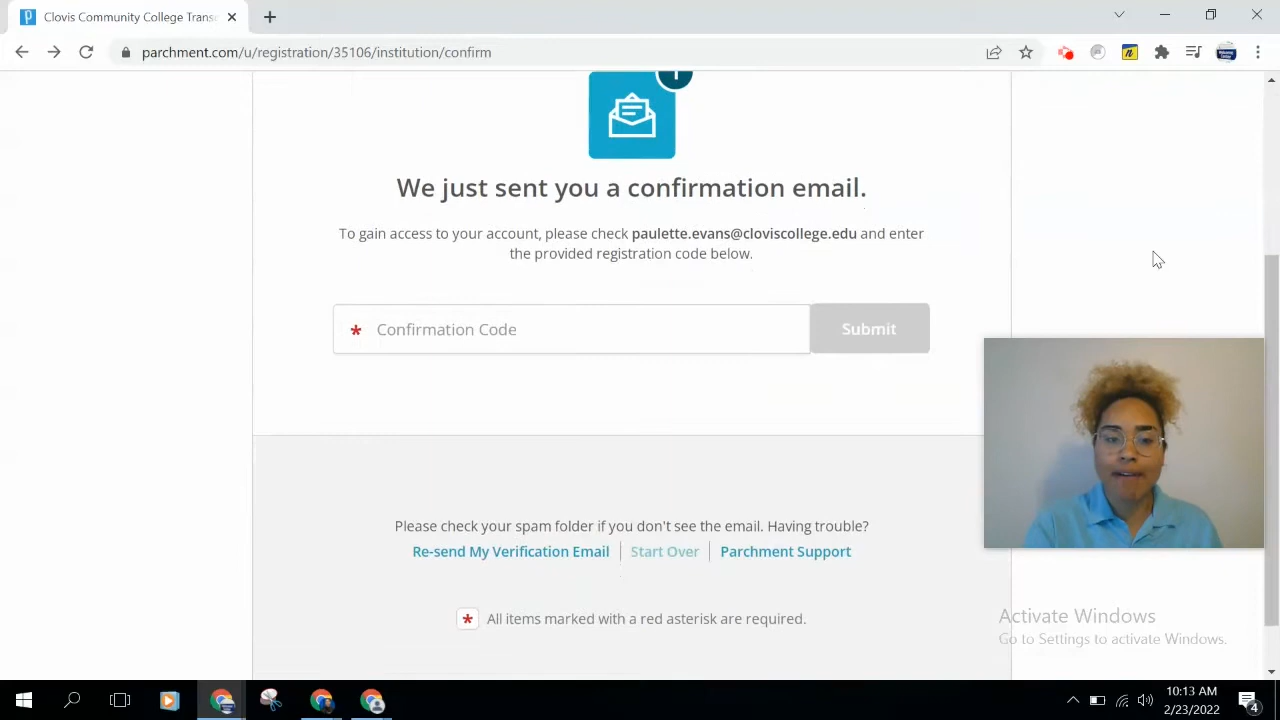 Clovis Community College Trans
parchment.com/u/registration/35106/institution/confirm
We just sent you a confirmation email.
To gain access to your account, please check paulette.evans@cloviscollege.edu and enter
the provided registration code below.
* Confirmation Code
Submit
Please check your spam folder if you don't see the email. Having trouble?
Re-send My Verification Email | Start Over | Parchment Support
* All items marked with a red asterisk are required.
Activate Windows
Go to Settings to activate Windows.
10:13 AM
2/23/2022
4